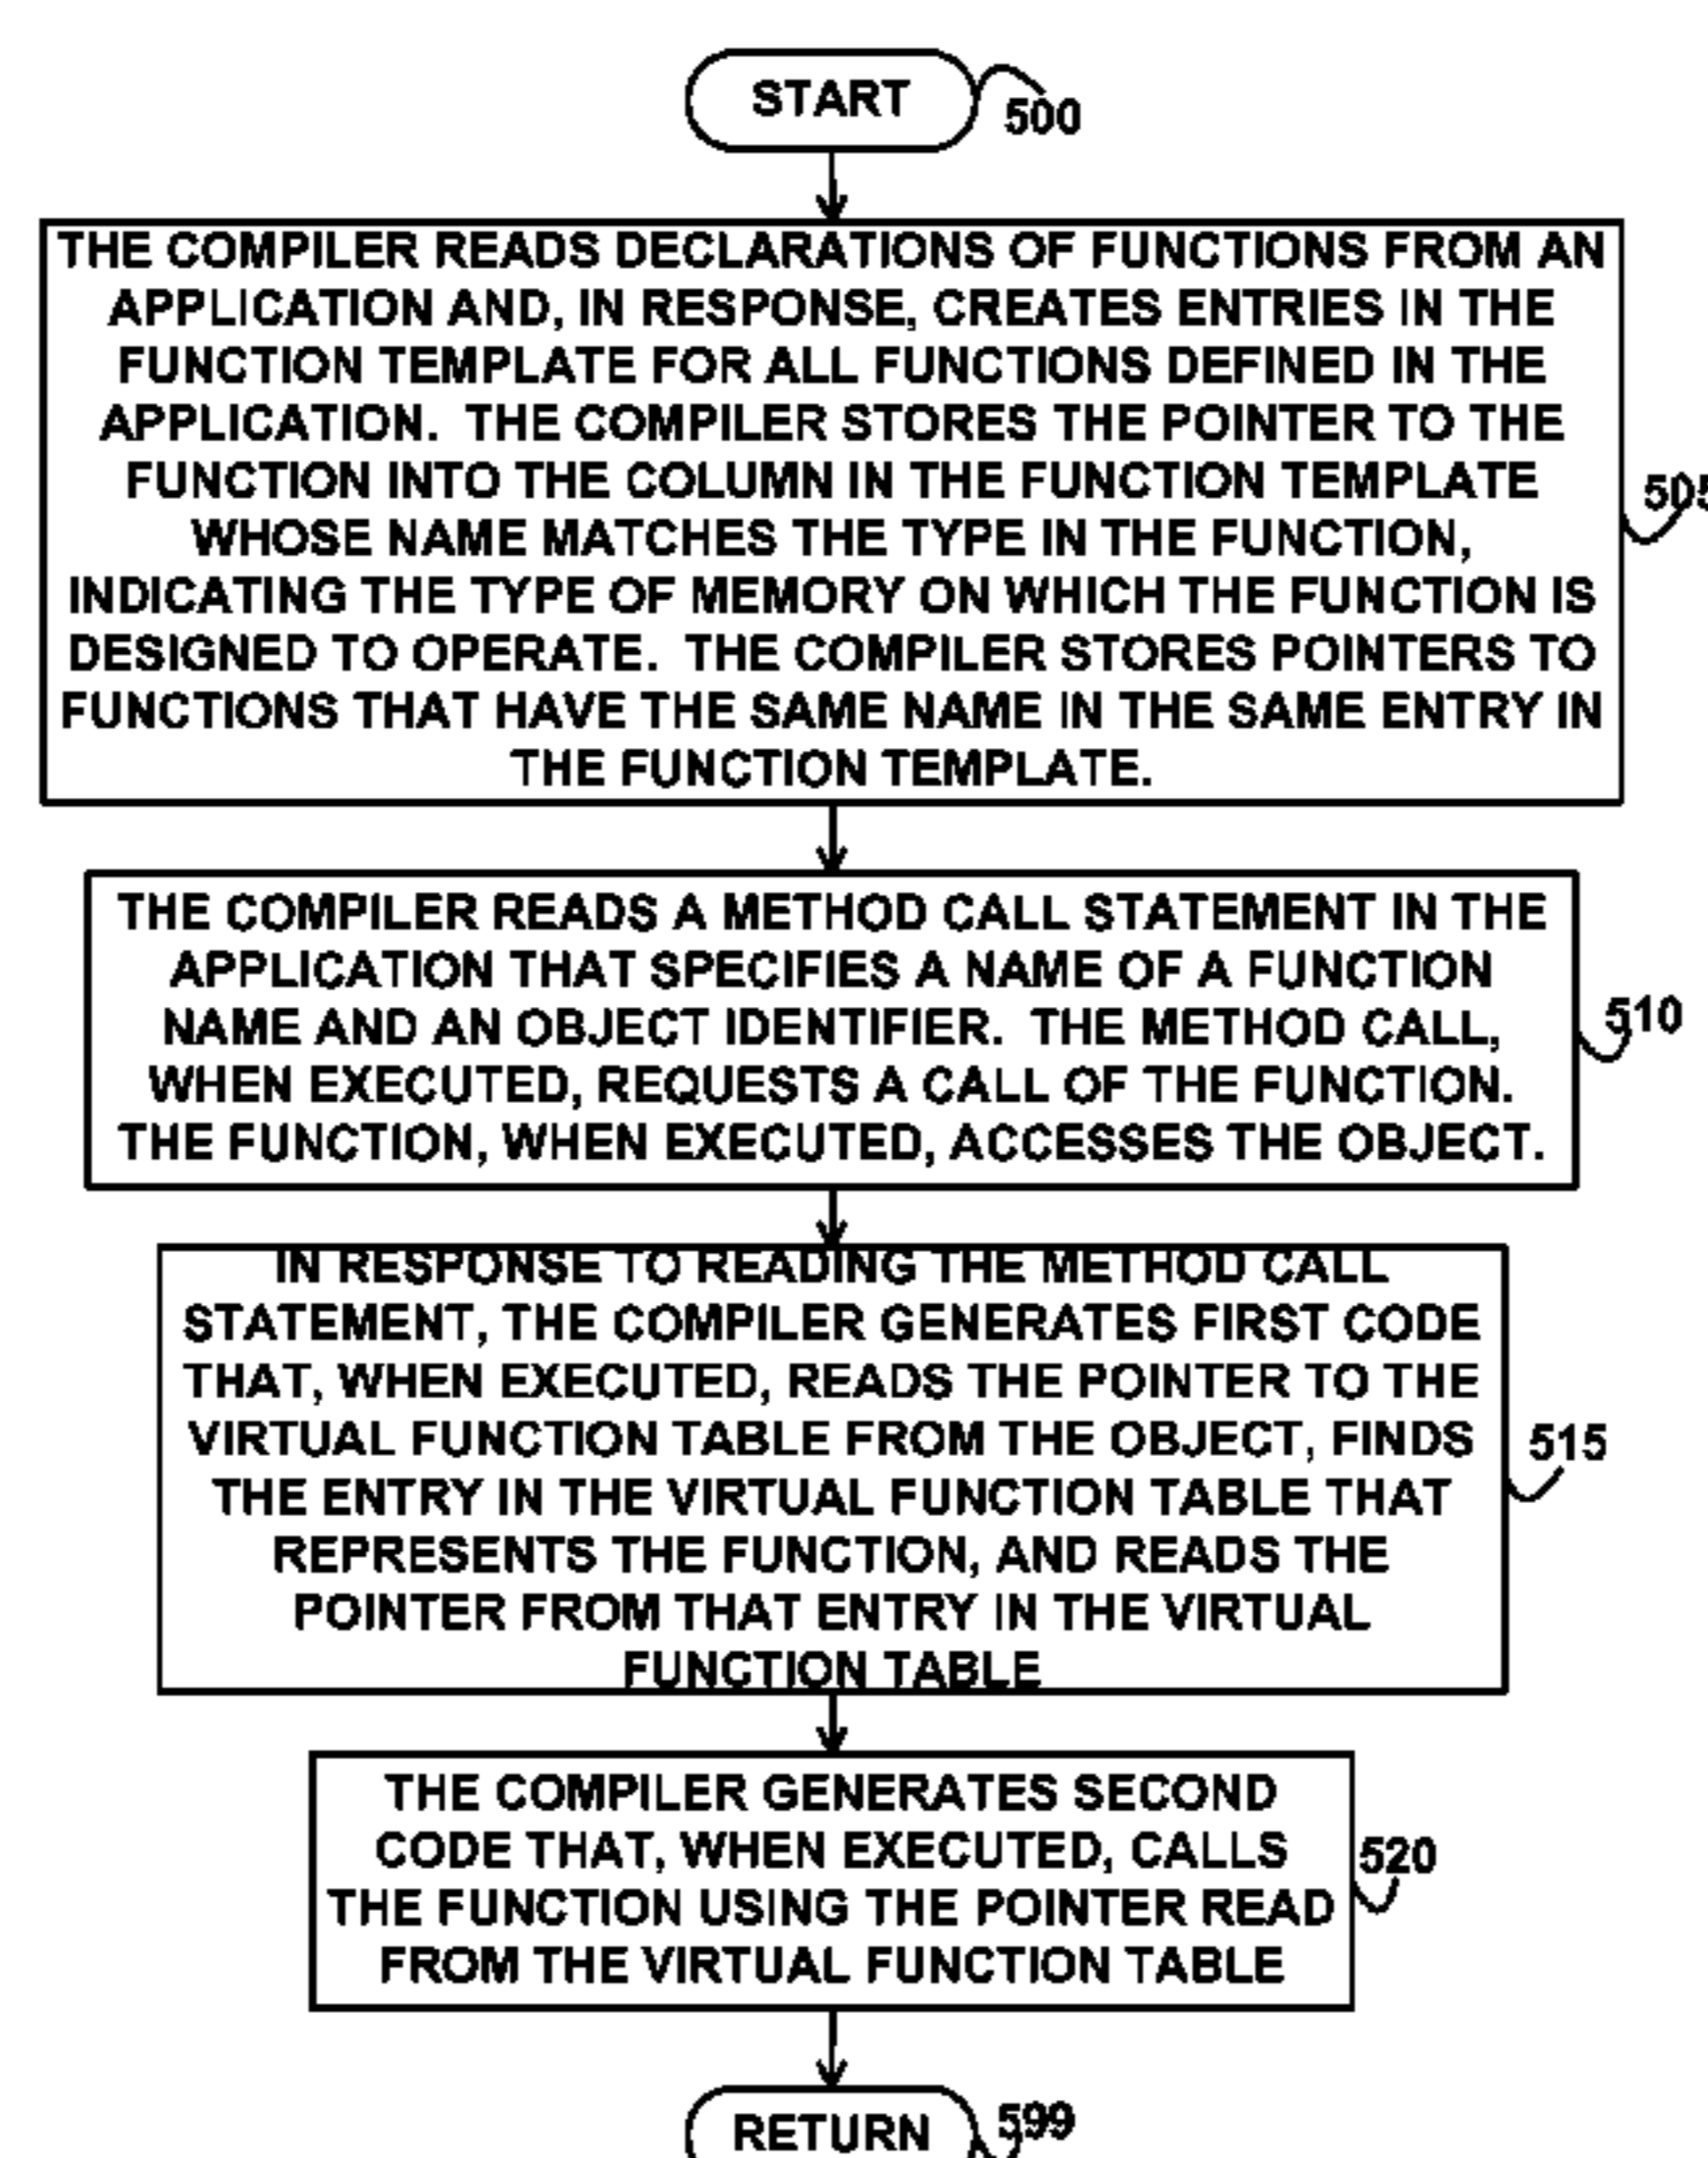 START
500
THE COMPILER READS DECLARATIONS OF FUNCTIONS FROM AN
APPLICATION AND, IN RESPONSE, CREATES ENTRIES IN THE
FUNCTION TEMPLATE FOR ALL FUNCTIONS DEFINED IN THE
APPLICATION. THE COMPILER STORES THE POINTER TO THE
FUNCTION INTO THE COLUMN IN THE FUNCTION TEMPLATE
WHOSE NAME MATCHES THE TYPE IN THE FUNCTION,
INDICATING THE TYPE OF MEMORY ON WHICH THE FUNCTION IS
DESIGNED TO OPERATE. THE COMPILER STORES POINTERS TO
FUNCTIONS THAT HAVE THE SAME NAME IN THE SAME ENTRY IN
THE FUNCTION TEMPLATE.
505
THE COMPILER READS A METHOD CALL STATEMENT IN THE
APPLICATION THAT SPECIFIES A NAME OF A FUNCTION
NAME AND AN OBJECT IDENTIFIER. THE METHOD CALL,
WHEN EXECUTED, REQUESTS A CALL OF THE FUNCTION.
THE FUNCTION, WHEN EXECUTED, ACCESSES THE OBJECT.
510
IN RESPONSE TO READING THE METHOD CALL
STATEMENT, THE COMPILER GENERATES FIRST CODE
THAT, WHEN EXECUTED, READS THE POINTER TO THE
VIRTUAL FUNCTION TABLE FROM THE OBJECT, FINDS
THE ENTRY IN THE VIRTUAL FUNCTION TABLE THAT
REPRESENTS THE FUNCTION, AND READS THE
POINTER FROM THAT ENTRY IN THE VIRTUAL
FUNCTION TABLE
515
THE COMPILER GENERATES SECOND
CODE THAT, WHEN EXECUTED, CALLS
THE FUNCTION USING THE POINTER READ
FROM THE VIRTUAL FUNCTION TABLE
520
RETURN
599